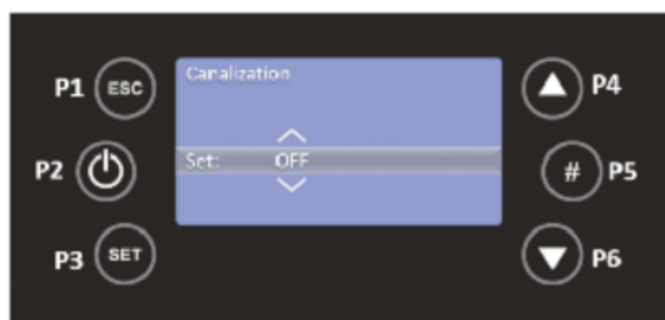 P1 ESC
Canalization
P4
P2
Set: OFF
# P5
P3 SET
P6